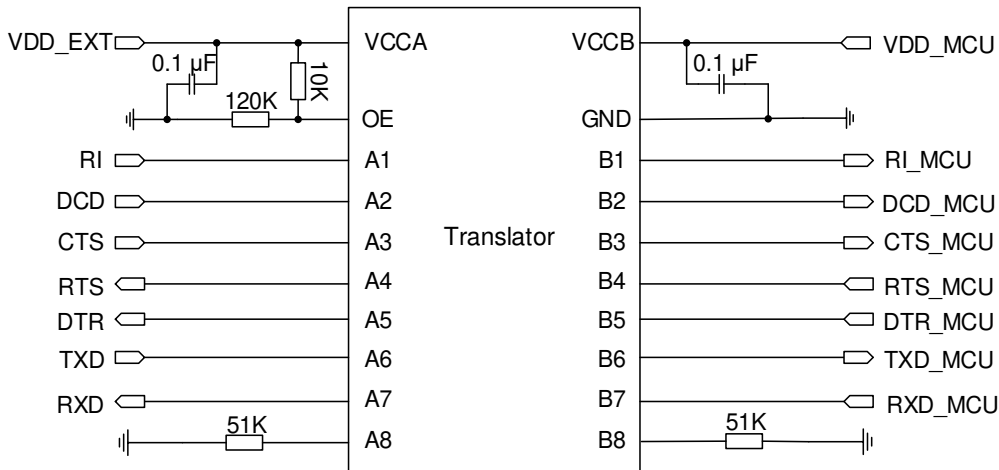 VDD_EXT VCCA VCCB VDD_MCU
0.1 µF 10K 0.1 µF
120K
OE GND
RI A1 B1 RI_MCU
DCD A2 B2 DCD_MCU
CTS A3 Translator B3 CTS_MCU
RTS A4 B4 RTS_MCU
DTR A5 B5 DTR_MCU
TXD A6 B6 TXD_MCU
RXD A7 B7 RXD_MCU
51K A8 B8 51K